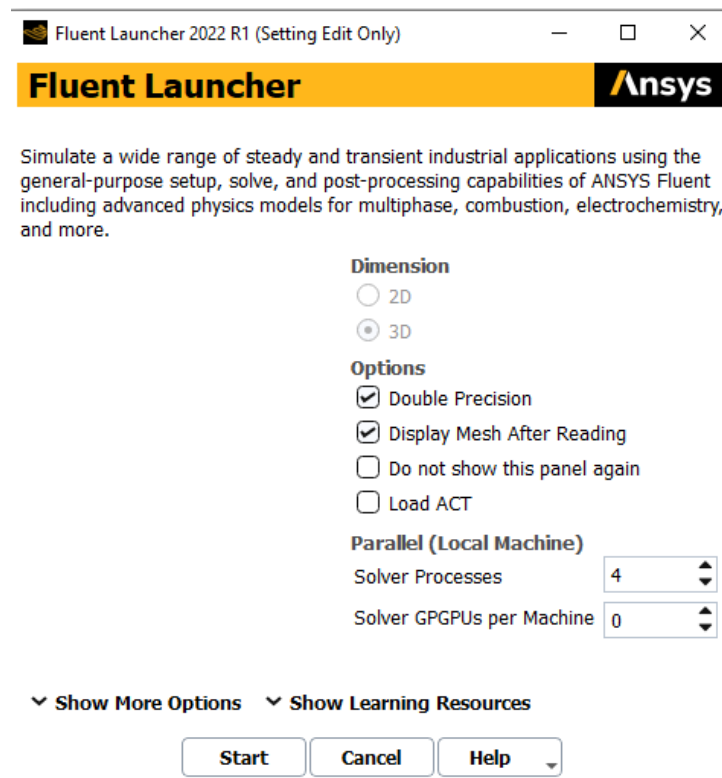 Fluent Launcher 2022 R1 (Setting Edit Only)
Fluent Launcher
Ansys
Simulate a wide range of steady and transient industrial applications using the
general-purpose setup, solve, and post-processing capabilities of ANSYS Fluent
including advanced physics models for multiphase, combustion, electrochemistry,
and more.
Dimension
2D
3D
Options
Double Precision
Display Mesh After Reading
Do not show this panel again
Load ACT
Parallel (Local Machine)
Solver Processes 4
Solver GPGPUs per Machine 0
Show More Options Show Learning Resources
Start Cancel Help